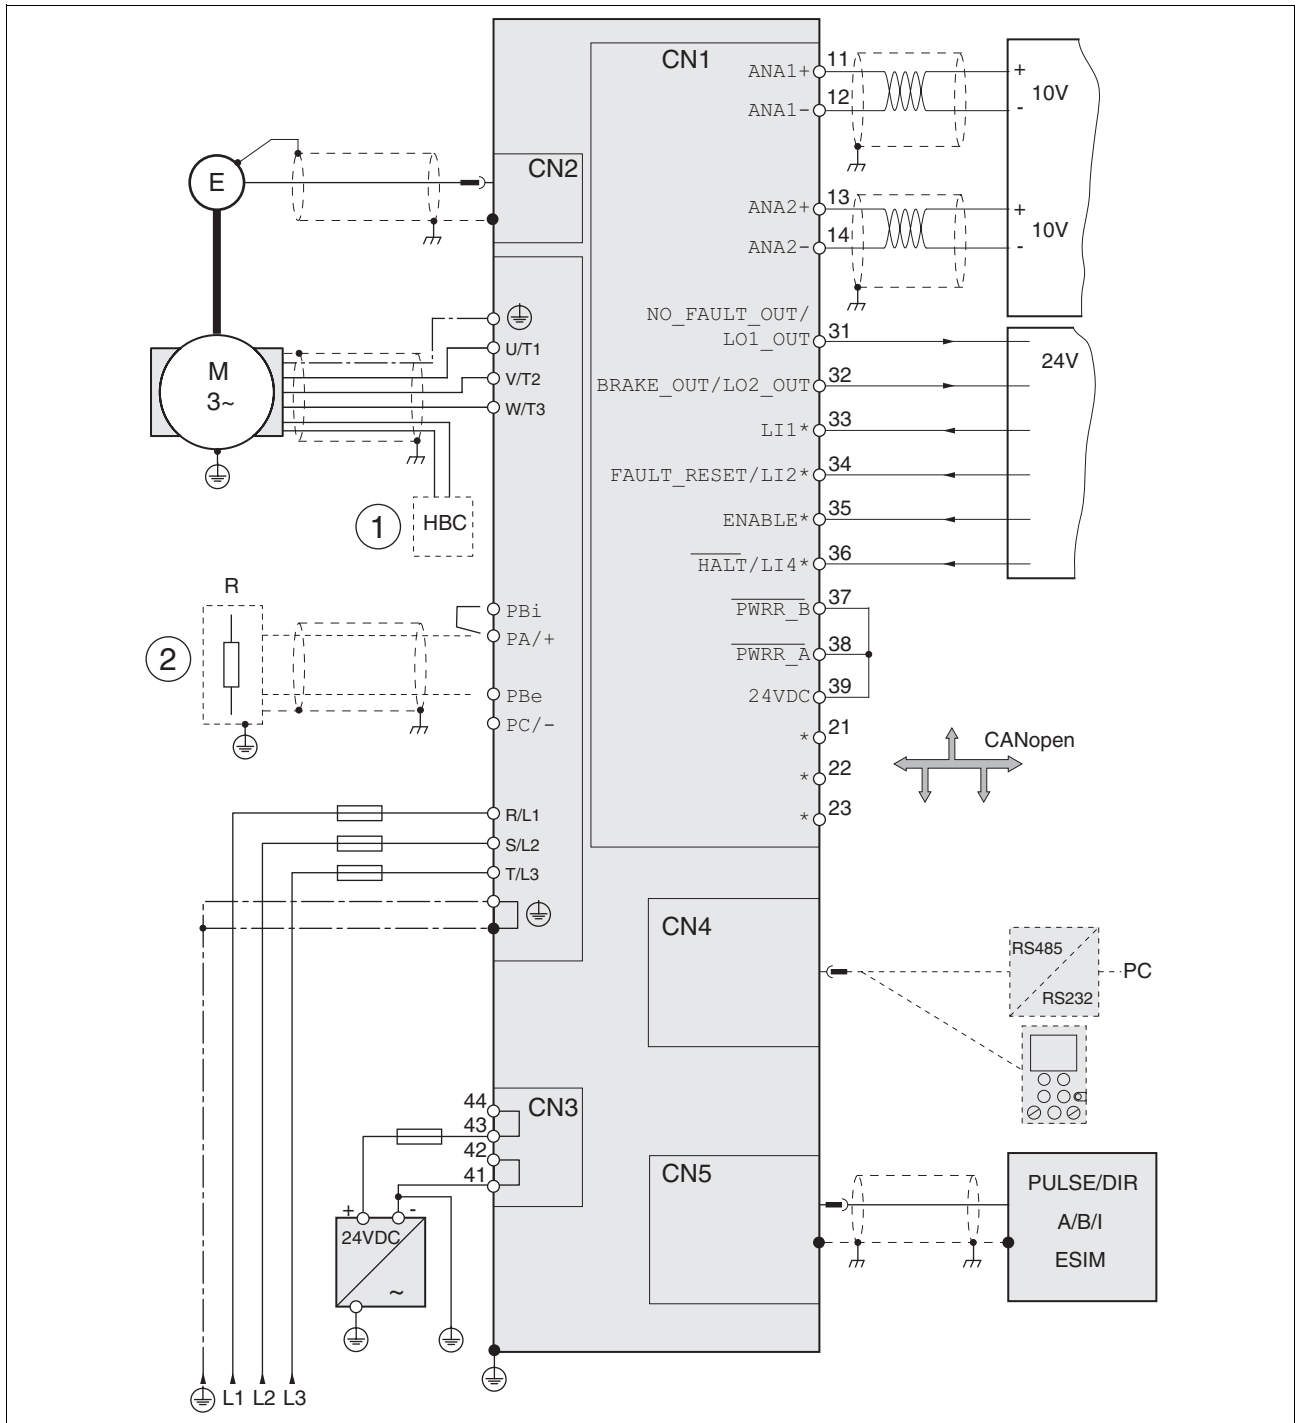 CN1
ANA1+ 11
ANA1- 12
+
10V
-
ANA2+ 13
ANA2- 14
+
10V
-
NO_FAULT_OUT/
LO1_OUT 31
BRAKE_OUT/LO2_OUT 32
LI1* 33
FAULT_RESET/LI2* 34
ENABLE* 35
HALT/LI4* 36
24V
PWRR_B 37
PWRR_A 38
24VDC 39
* 21
* 22
* 23
CANopen
E
CN2
M
3~
U/T1
V/T2
W/T3
1
HBC
R
2
PBi
PA/+
PBe
PC/-
R/L1
S/L2
T/L3
CN4
RS485
RS232
PC
44
43
42
41
CN3
+ -
24VDC
~
CN5
PULSE/DIR
A/B/I
ESIM
L1 L2 L3